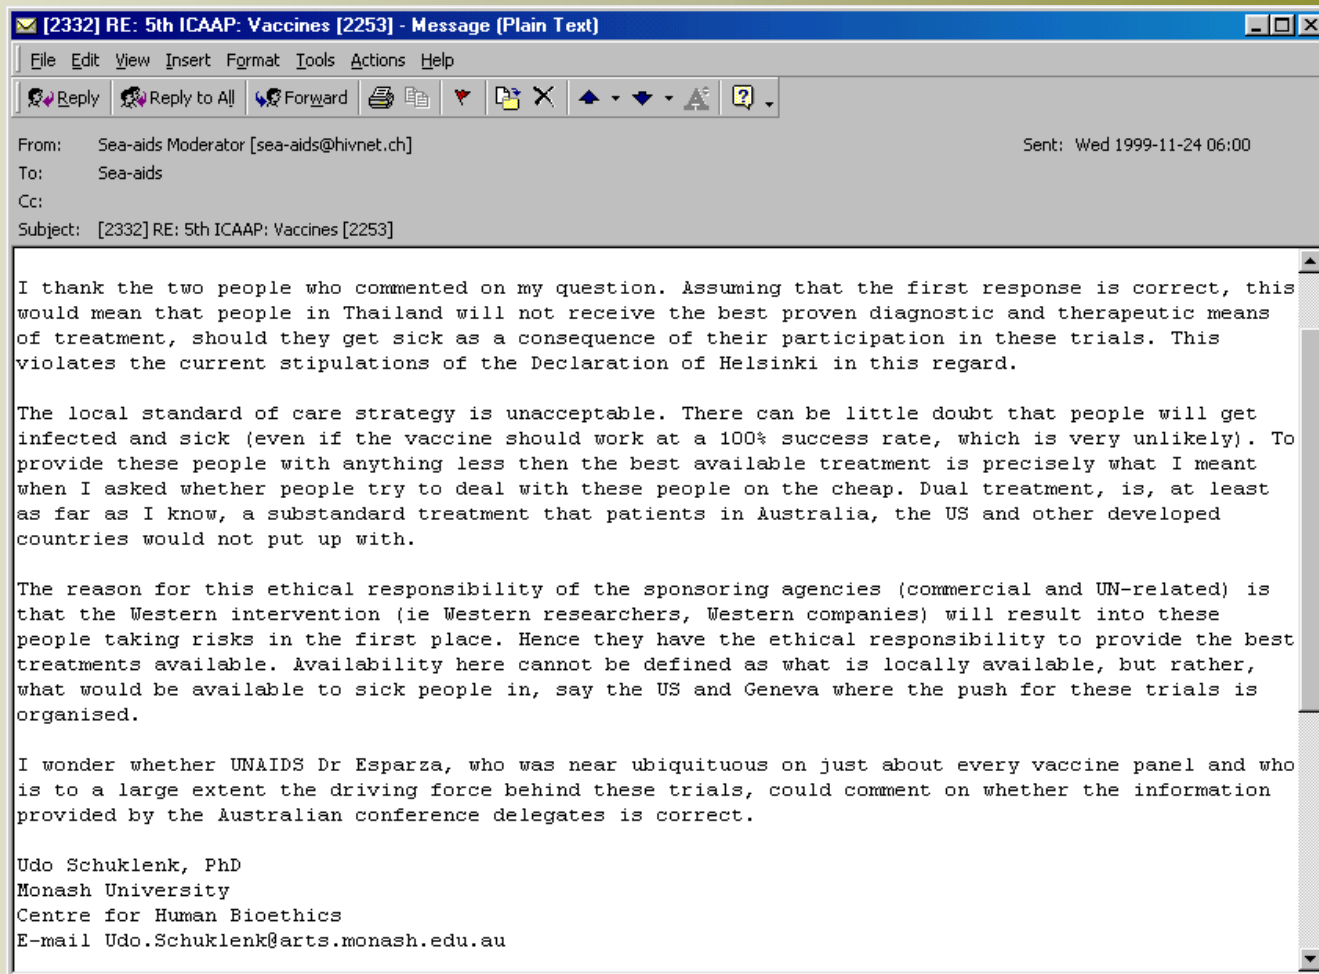 [2332] RE: 5th ICAAP: Vaccines [2253] - Message (Plain Text)
File Edit View Insert Format Tools Actions Help
Reply Reply to All Forward
From: Sea-aids Moderator [sea-aids@hivnet.ch] Sent: Wed 1999-11-24 06:00
To: Sea-aids
Cc:
Subject: [2332] RE: 5th ICAAP: Vaccines [2253]
I thank the two people who commented on my question. Assuming that the first response is correct, this
would mean that people in Thailand will not receive the best proven diagnostic and therapeutic means
of treatment, should they get sick as a consequence of their participation in these trials. This
violates the current stipulations of the Declaration of Helsinki in this regard.
The local standard of care strategy is unacceptable. There can be little doubt that people will get
infected and sick (even if the vaccine should work at a 100% success rate, which is very unlikely). To
provide these people with anything less then the best available treatment is precisely what I meant
when I asked whether people try to deal with these people on the cheap. Dual treatment, is, at least
as far as I know, a substandard treatment that patients in Australia, the US and other developed
countries would not put up with.
The reason for this ethical responsibility of the sponsoring agencies (commercial and UN-related) is
that the Western intervention (ie Western researchers, Western companies) will result into these
people taking risks in the first place. Hence they have the ethical responsibility to provide the best
treatments available. Availability here cannot be defined as what is locally available, but rather,
what would be available to sick people in, say the US and Geneva where the push for these trials is
organised.
I wonder whether UNAIDS Dr Esparza, who was near ubiquituous on just about every vaccine panel and who
is to a large extent the driving force behind these trials, could comment on whether the information
provided by the Australian conference delegates is correct.
Udo Schuklenk, PhD
Monash University
Centre for Human Bioethics
E-mail Udo.Schuklenk@arts.monash.edu.au